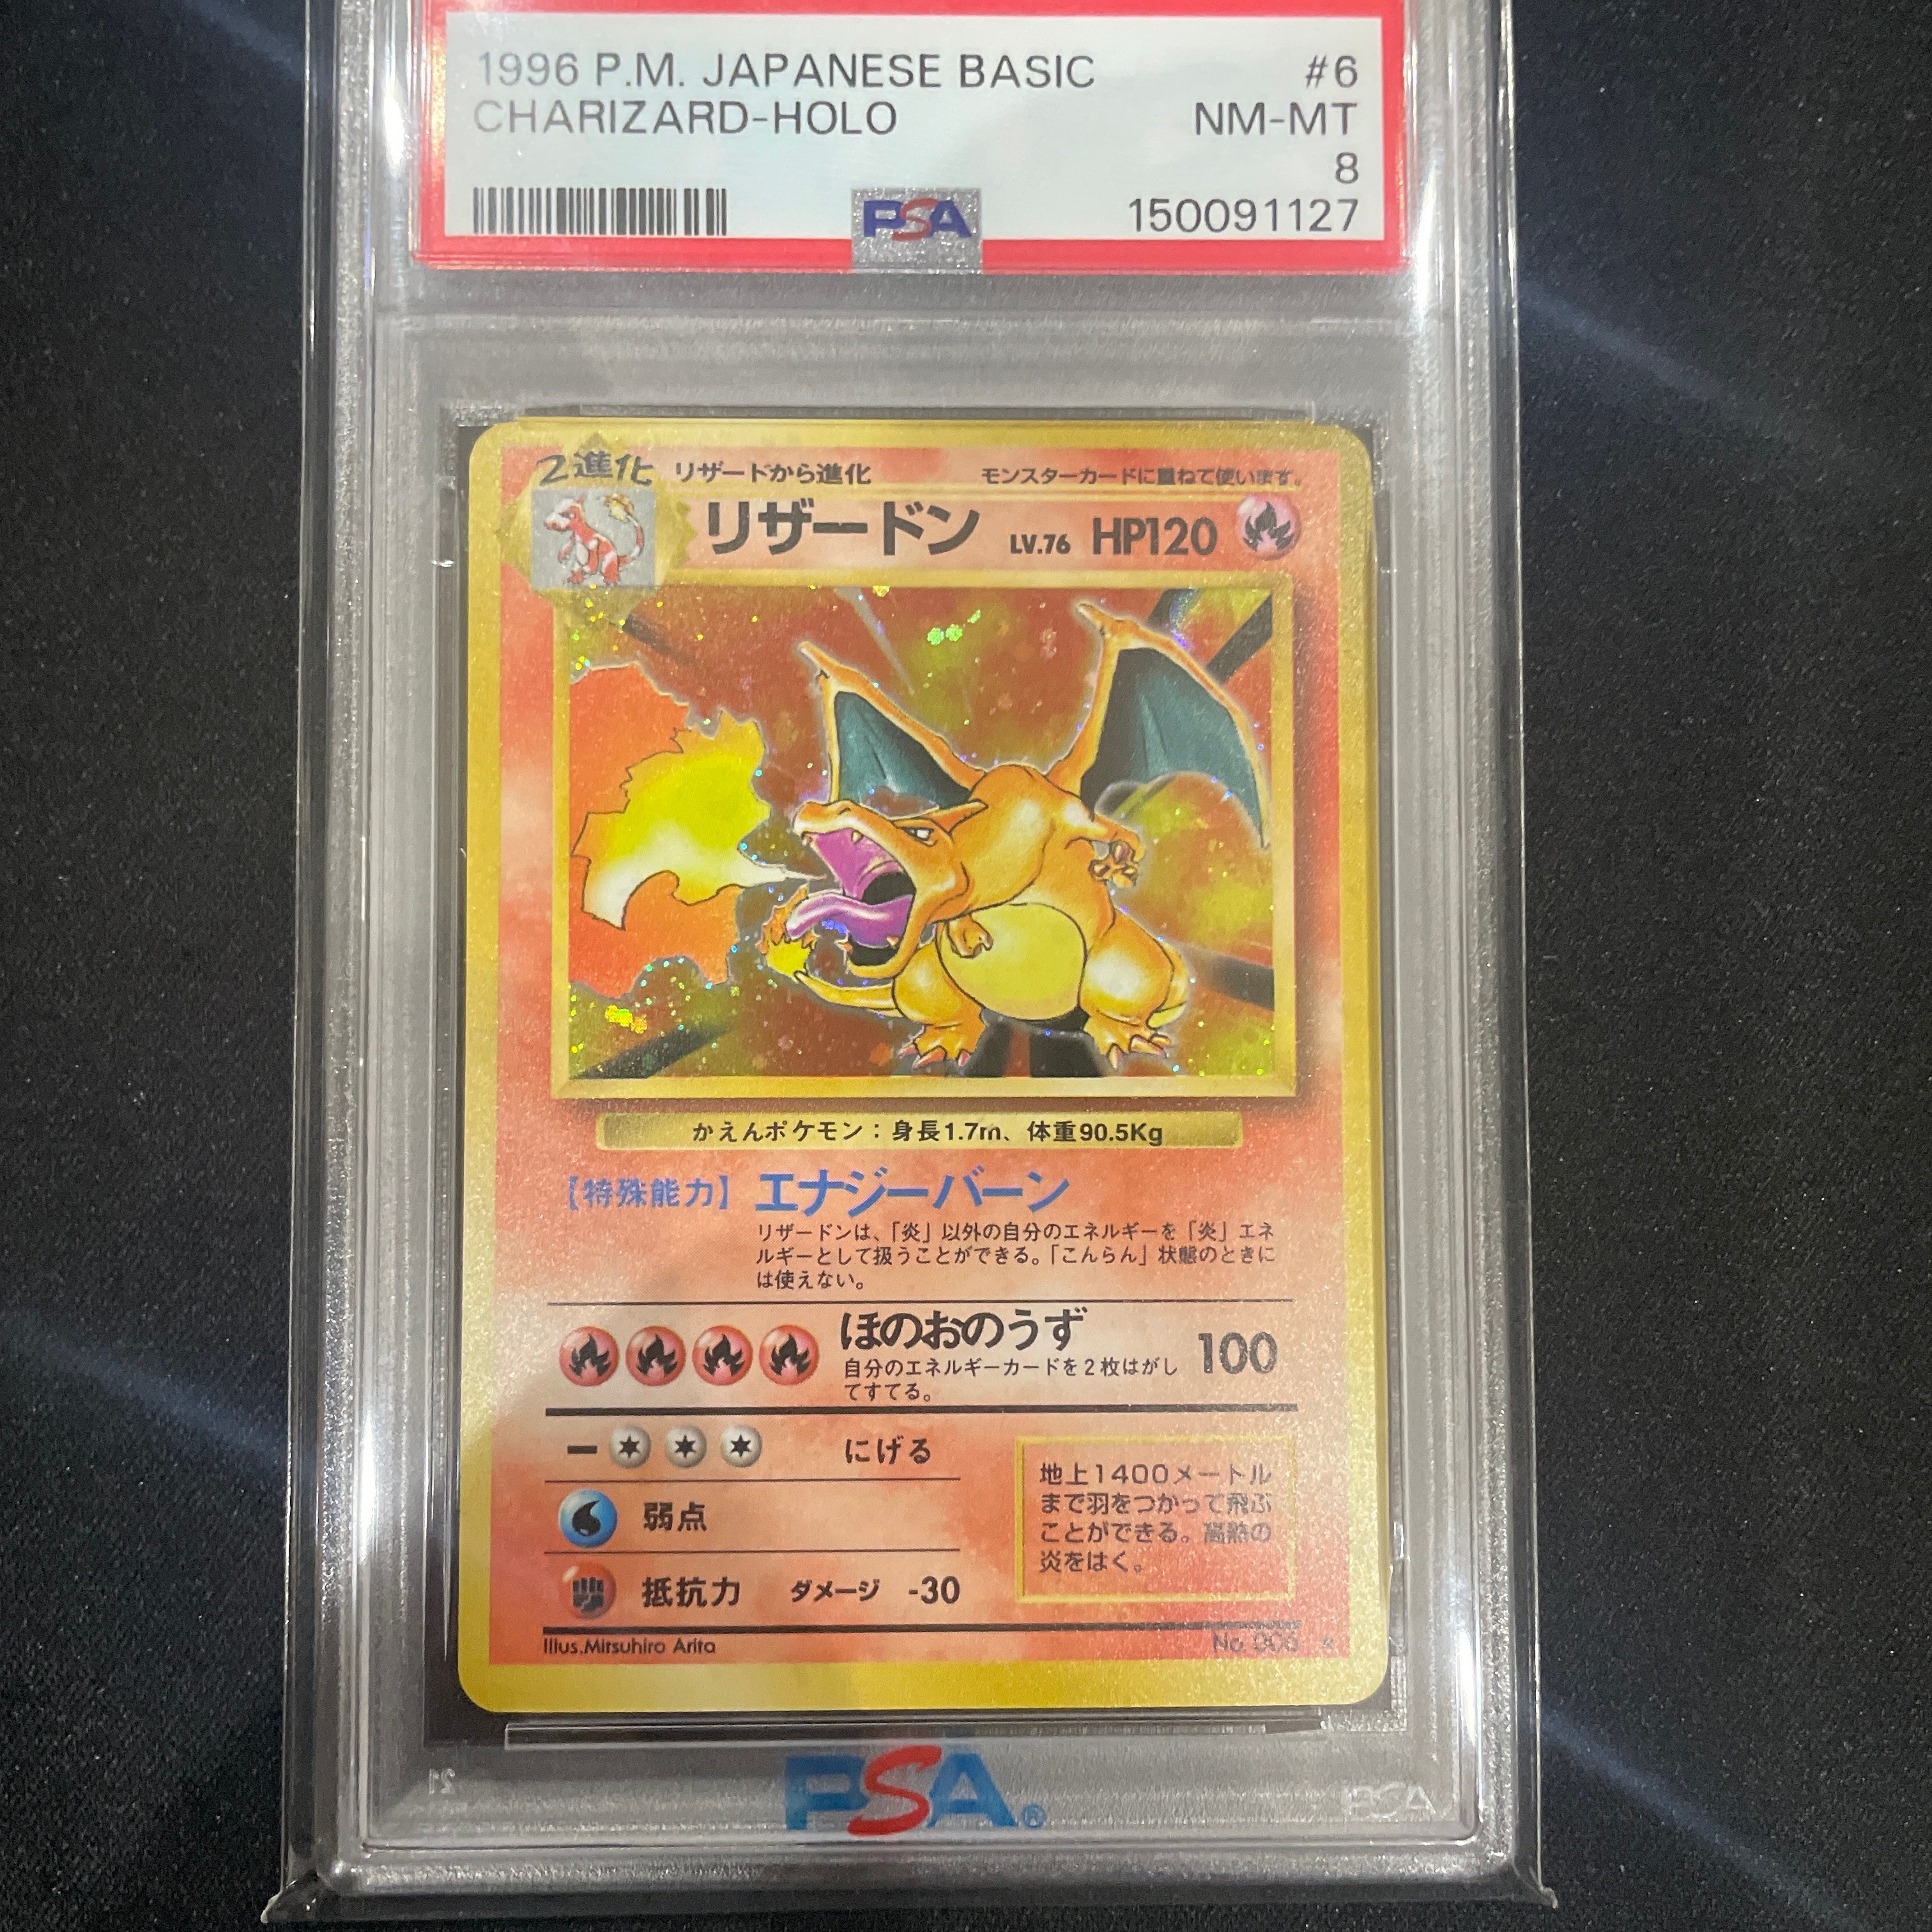 1996 P.M. JAPANESE BASIC #6
CHARIZARD-HOLO NM-MT
8
PSA 150091127
2進化 リザードから進化 モンスターカードに重ねて使います。
リザードン LV.76 HP120
かえんポケモン：身長1.7m、体重90.5Kg
【特殊能力】 エナジーバーン
リザードンは、「炎」以外の自分のエネルギーを「炎」エネ
ルギーとして扱うことができる。「こんらん」状態のときに
は使えない。
ほのおのうず 100
自分のエネルギーカードを2枚はがし
てすてる。
にげる
弱点
抵抗力 ダメージ -30
地上1400メートル
まで羽をつかって飛ぶ
ことができる。高熱の
炎をはく。
Illus.Mitsuhiro Arita No.006
PSA®
PSA